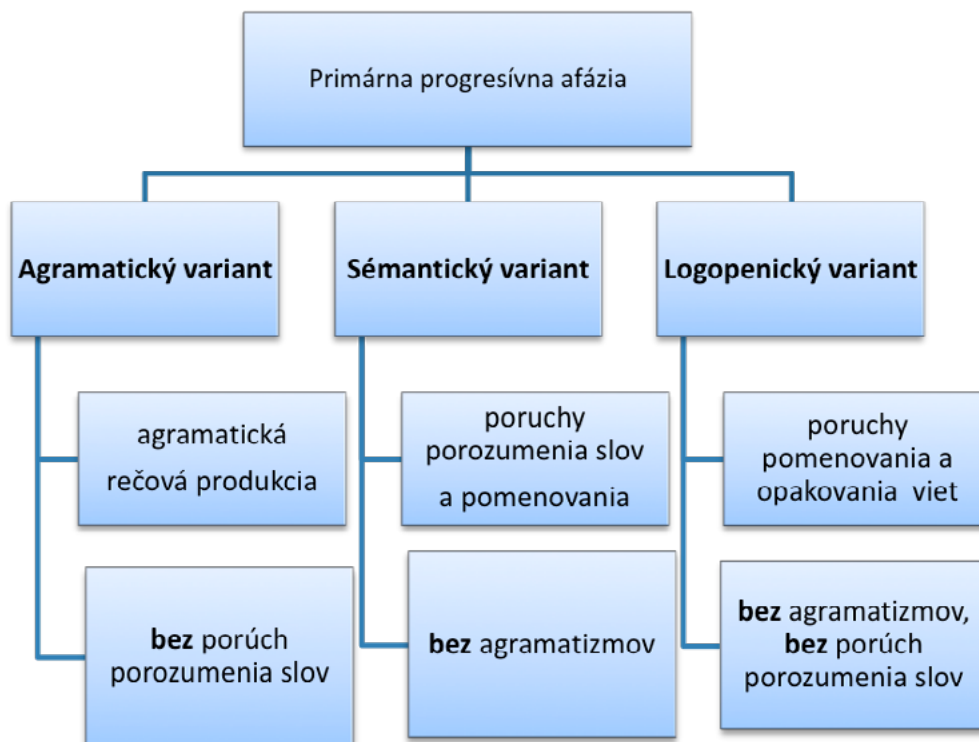 Primárna progresívna afázia
Agramatický variant
Sémantický variant
Logopenický variant
agramatická
rečová produkcia
poruchy
porozumenia slov
a pomenovania
poruchy
pomenovania a
opakovania viet
bez porúch
porozumenia slov
bez agramatizmov
bez agramatizmov,
bez porúch
porozumenia slov